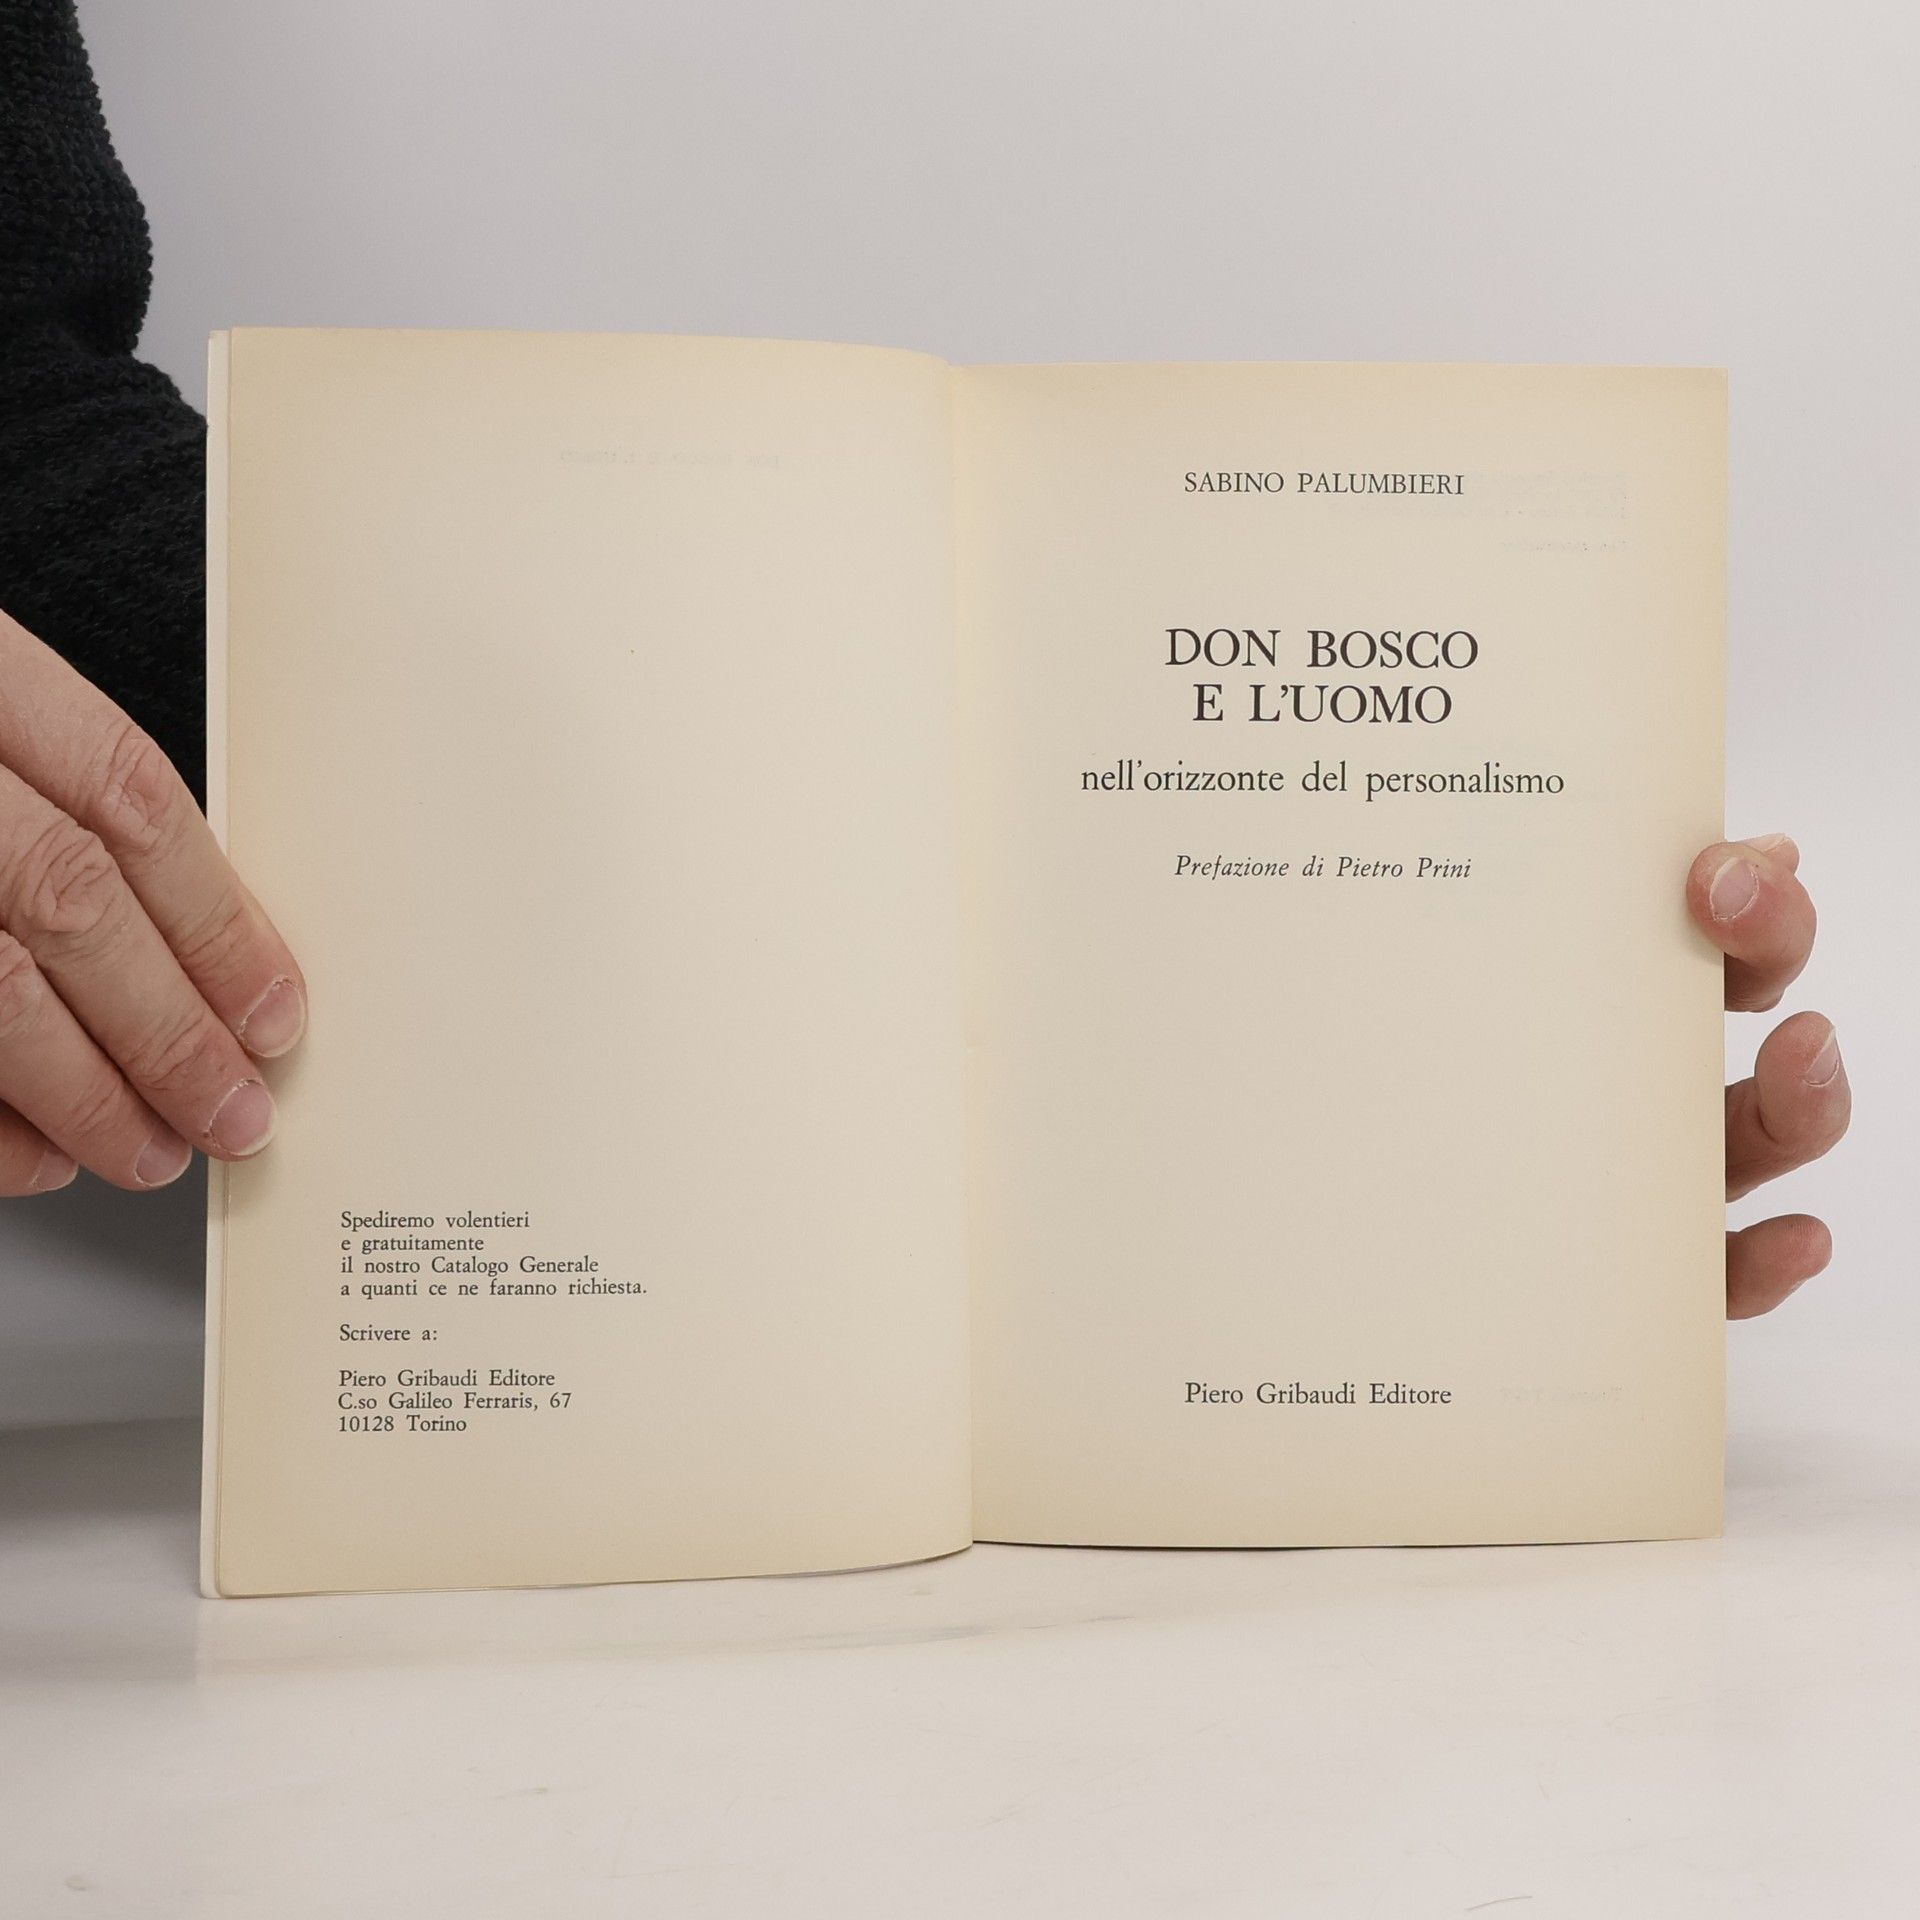 Spediremo volentieri
e gratuitamente
il nostro Catalogo Generale
a quanti ce ne faranno richiesta.
Scrivere a:
Piero Gribaudi Editore
C.so Galileo Ferraris, 67
10128 Torino
SABINO PALUMBIERI
DON BOSCO
E L'UOMO
nell'orizzonte del personalismo
Prefazione di Pietro Prini
Piero Gribaudi Editore